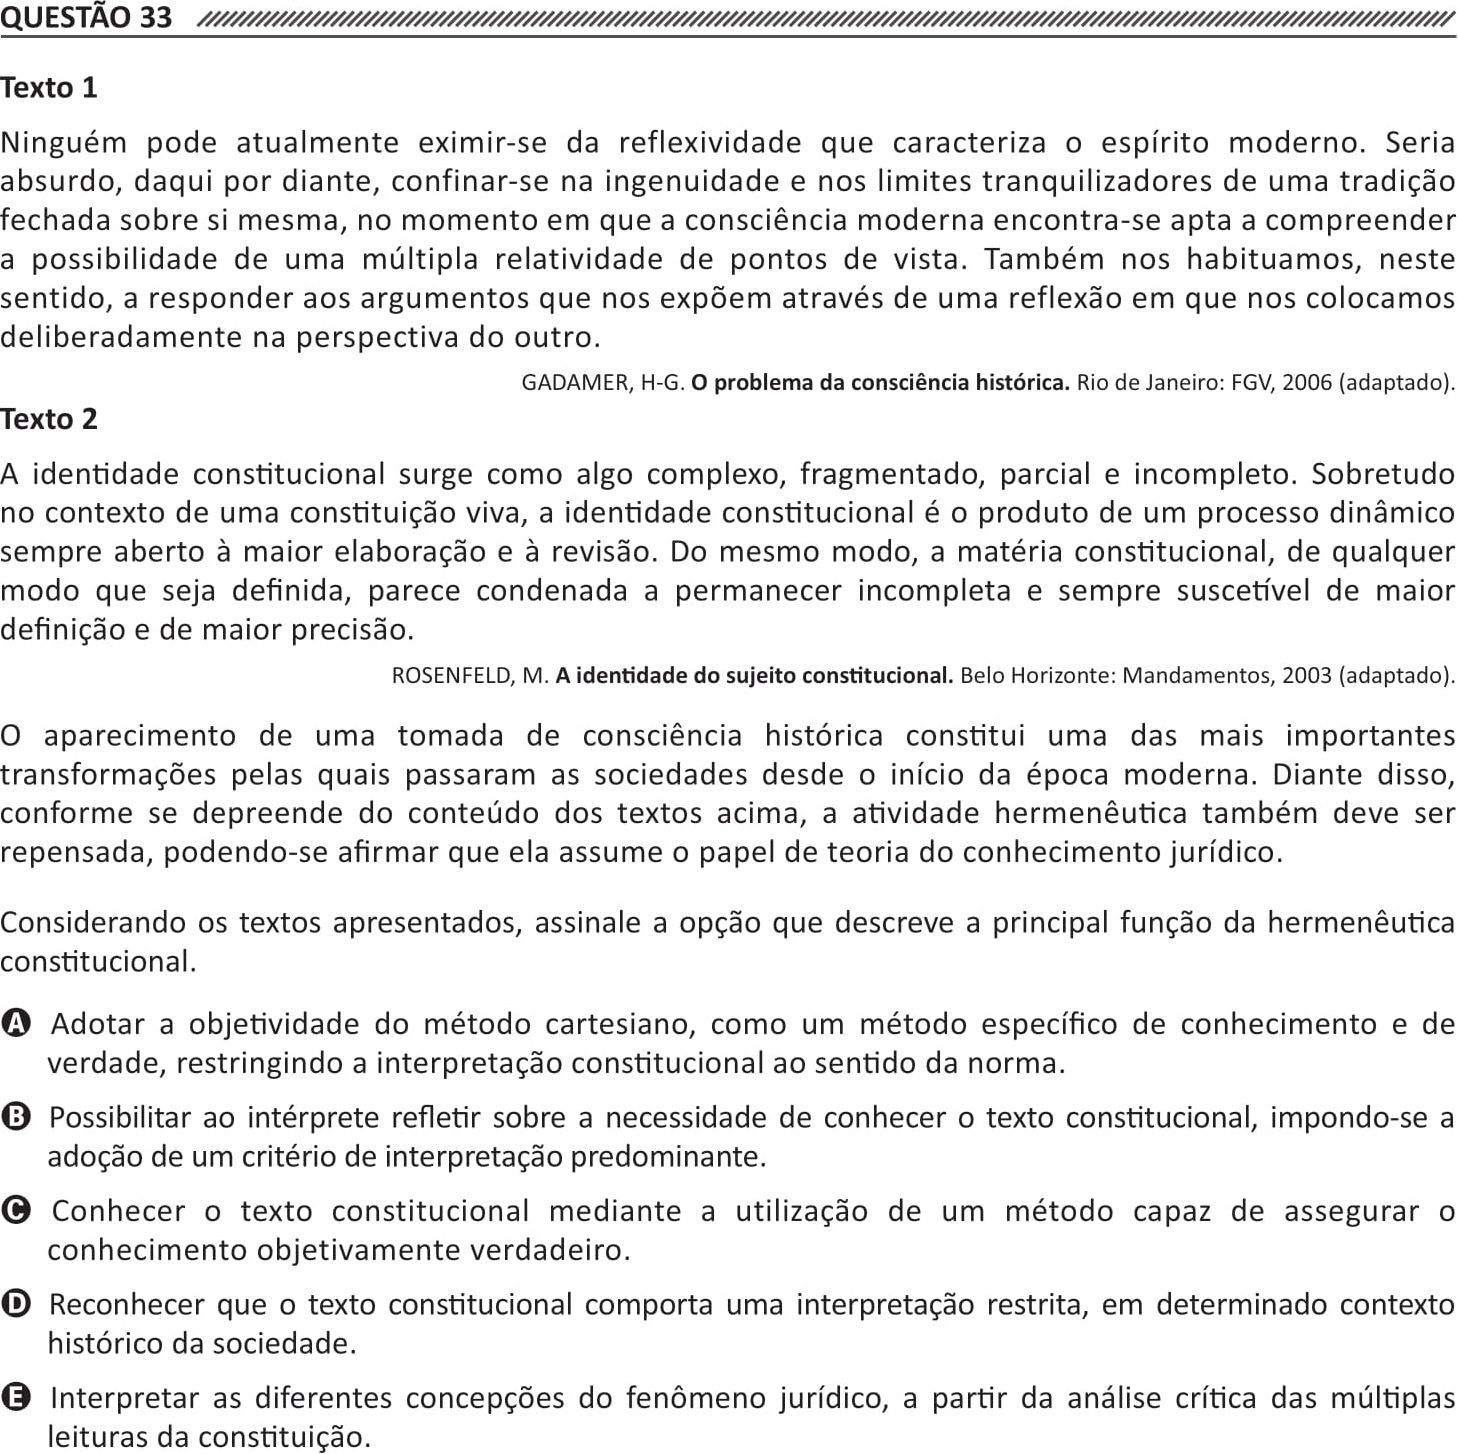 QUESTÃO 33
Texto 1
Ninguém pode atualmente eximir-se da reflexividade que caracteriza o espírito moderno. Seria
absurdo, daqui por diante, confinar-se na ingenuidade e nos limites tranquilizadores de uma tradição
fechada sobre si mesma, no momento em que a consciência moderna encontra-se apta a compreender
a possibilidade de uma múltipla relatividade de pontos de vista. Também nos habituamos, neste
sentido, a responder aos argumentos que nos expõem através de uma reflexão em que nos colocamos
deliberadamente na perspectiva do outro.
GADAMER, H-G. O problema da consciência histórica. Rio de Janeiro: FGV, 2006 (adaptado).
Texto 2
A identidade constitucional surge como algo complexo, fragmentado, parcial e incompleto. Sobretudo
no contexto de uma constituição viva, a identidade constitucional é o produto de um processo dinâmico
sempre aberto à maior elaboração e à revisão. Do mesmo modo, a matéria constitucional, de qualquer
modo que seja definida, parece condenada a permanecer incompleta e sempre suscetível de maior
definição e de maior precisão.
ROSENFELD, M. A identidade do sujeito constitucional. Belo Horizonte: Mandamentos, 2003 (adaptado).
O aparecimento de uma tomada de consciência histórica constitui uma das mais importantes
transformações pelas quais passaram as sociedades desde o início da época moderna. Diante disso,
conforme se depreende do conteúdo dos textos acima, a atividade hermenêutica também deve ser
repensada, podendo-se afirmar que ela assume o papel de teoria do conhecimento jurídico.
Considerando os textos apresentados, assinale a opção que descreve a principal função da hermenêutica
constitucional.
A Adotar a objetividade do método cartesiano, como um método específico de conhecimento e de
verdade, restringindo a interpretação constitucional ao sentido da norma.
B Possibilitar ao intérprete refletir sobre a necessidade de conhecer o texto constitucional, impondo-se a
adoção de um critério de interpretação predominante.
C Conhecer o texto constitucional mediante a utilização de um método capaz de assegurar o
conhecimento objetivamente verdadeiro.
D Reconhecer que o texto constitucional comporta uma interpretação restrita, em determinado contexto
histórico da sociedade.
E Interpretar as diferentes concepções do fenômeno jurídico, a partir da análise crítica das múltiplas
leituras da constituição.